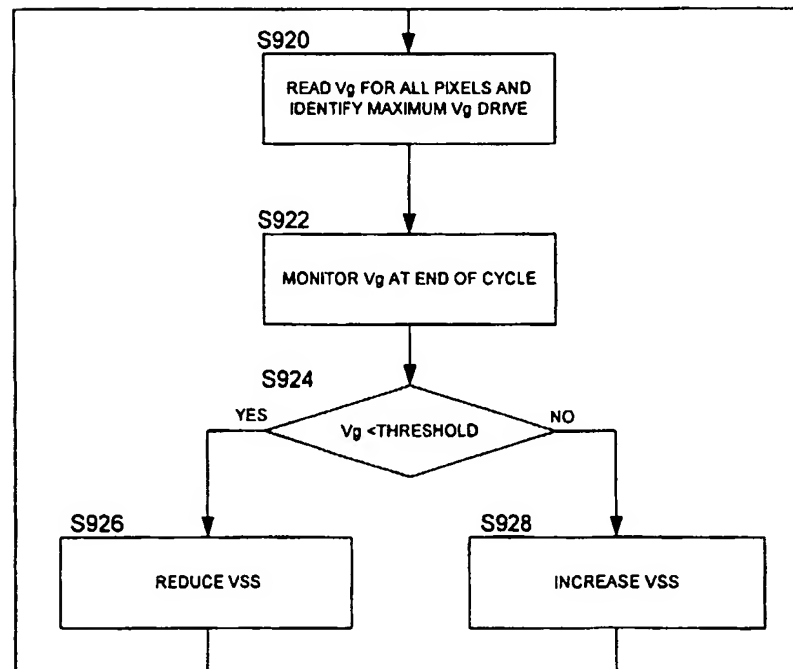 S920
READ Vg FOR ALL PIXELS AND
IDENTIFY MAXIMUM Vg DRIVE
S922
MONITOR Vg AT END OF CYCLE
S924
YES
Vg <THRESHOLD
NO
S926
REDUCE VSS
S928
INCREASE VSS